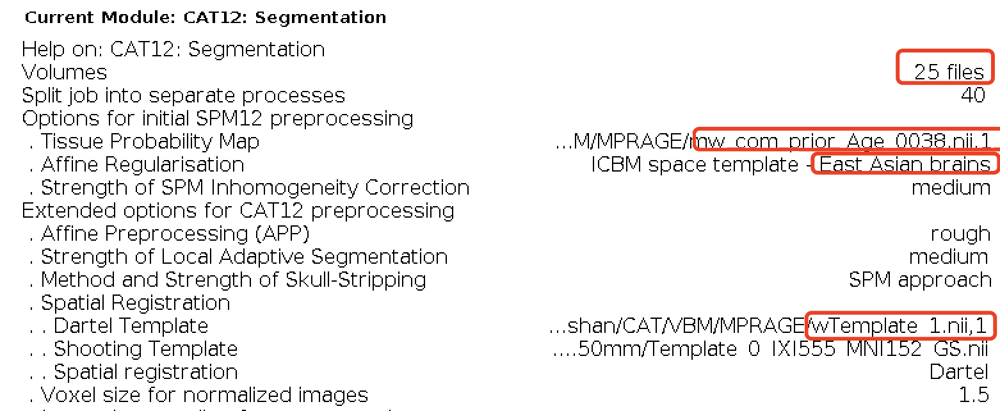 Current Module: CAT12: Segmentation
Help on: CAT12: Segmentation
Volumes 25 files
Split job into separate processes 40
Options for initial SPM12 preprocessing
. Tissue Probability Map ...M/MPRAGE/mw_com_prior_Age_0038.nii,1
. Affine Regularisation ICBM space template - East Asian brains
. Strength of SPM Inhomogeneity Correction medium
Extended options for CAT12 preprocessing
. Affine Preprocessing (APP) rough
. Strength of Local Adaptive Segmentation medium
. Method and Strength of Skull-Stripping SPM approach
. Spatial Registration
. . Dartel Template ...shan/CAT/VBM/MPRAGE/wTemplate_1.nii,1
. . Shooting Template ....50mm/Template_0_IXI555_MNI152_GS.nii
. . Spatial registration Dartel
. Voxel size for normalized images 1.5